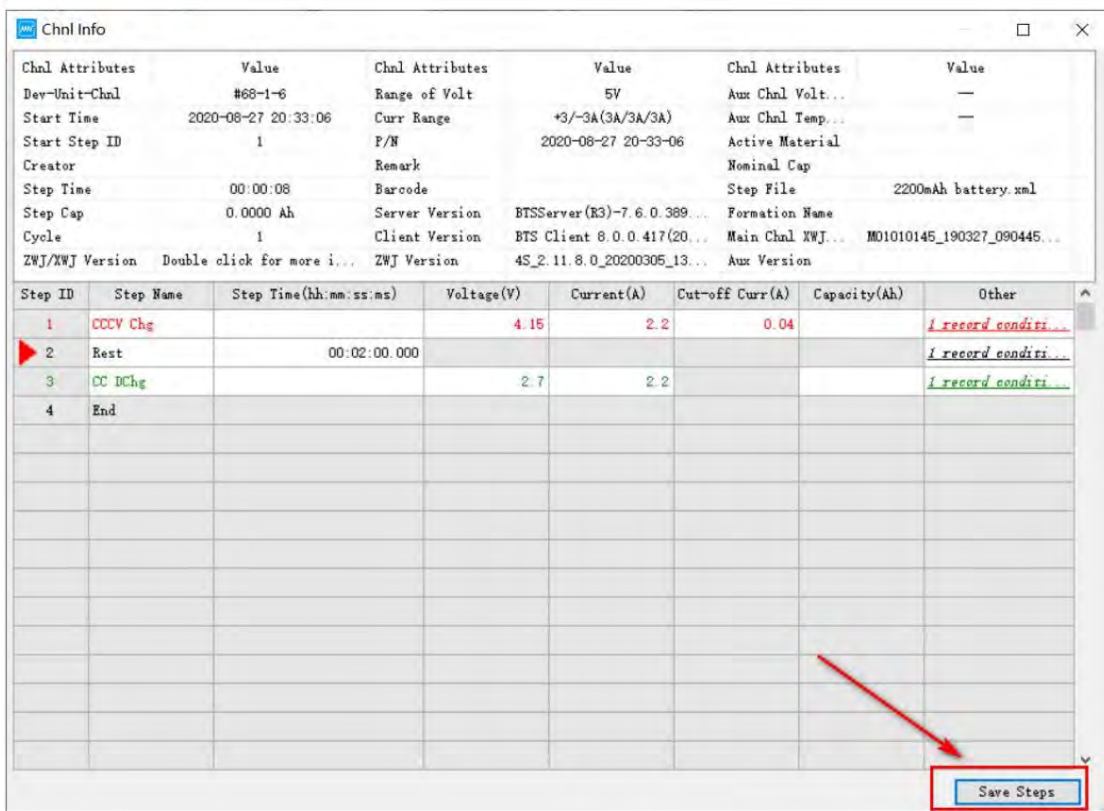 Chnl Info
Chnl Attributes Value Chnl Attributes Value Chnl Attributes Value
Dev-Unit-Chnl #68-1-6 Range of Volt 5V Aux Chnl Volt... —
Start Time 2020-08-27 20:33:06 Curr Range +3/-3A(3A/3A/3A) Aux Chnl Temp... —
Start Step ID 1 P/N 2020-08-27 20-33-06 Active Material
Creator Remark Nominal Cap
Step Time 00:00:08 Barcode Step File 2200mAh battery.xml
Step Cap 0.0000 Ah Server Version BTSServer(R3)-7.6.0.389... Formation Name
Cycle 1 Client Version BTS Client 8.0.0.417(20... Main Chnl XWJ... M01010145_190327_090445...
ZWJ/XWJ Version Double click for more i... ZWJ Version 4S_2.11.8.0_20200305_13... Aux Version
Step ID Step Name Step Time(hh:mm:ss:ms) Voltage(V) Current(A) Cut-off Curr(A) Capacity(Ah) Other
1 CCCV Chg 4.15 2.2 0.04 1 record conditi...
2 Rest 00:02:00.000 1 record conditi...
3 CC DChg 2.7 2.2 1 record conditi...
4 End
Save Steps